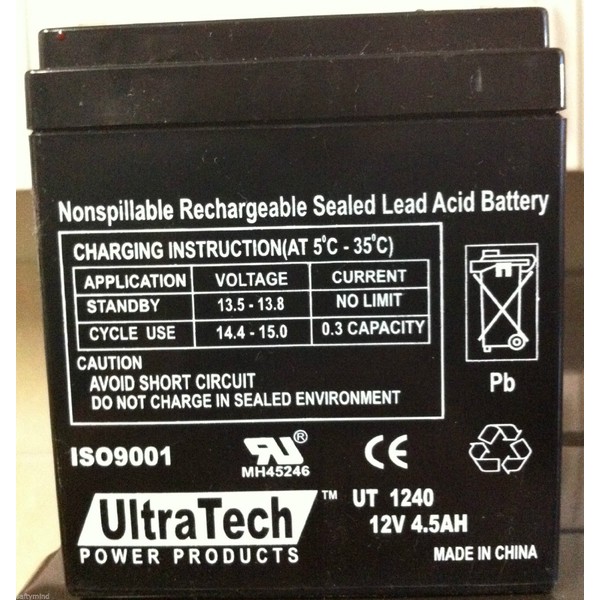 Nonspillable Rechargeable Sealed Lead Acid Battery
CHARGING INSTRUCTION(AT 5°C - 35°C)
APPLICATION VOLTAGE CURRENT
STANDBY 13.5 - 13.8 NO LIMIT
CYCLE USE 14.4 - 15.0 0.3 CAPACITY
CAUTION
AVOID SHORT CIRCUIT
DO NOT CHARGE IN SEALED ENVIRONMENT
Pb
ISO9001
RU®
MH45246
CE
UltraTech™
POWER PRODUCTS
UT 1240
12V 4.5AH
MADE IN CHINA